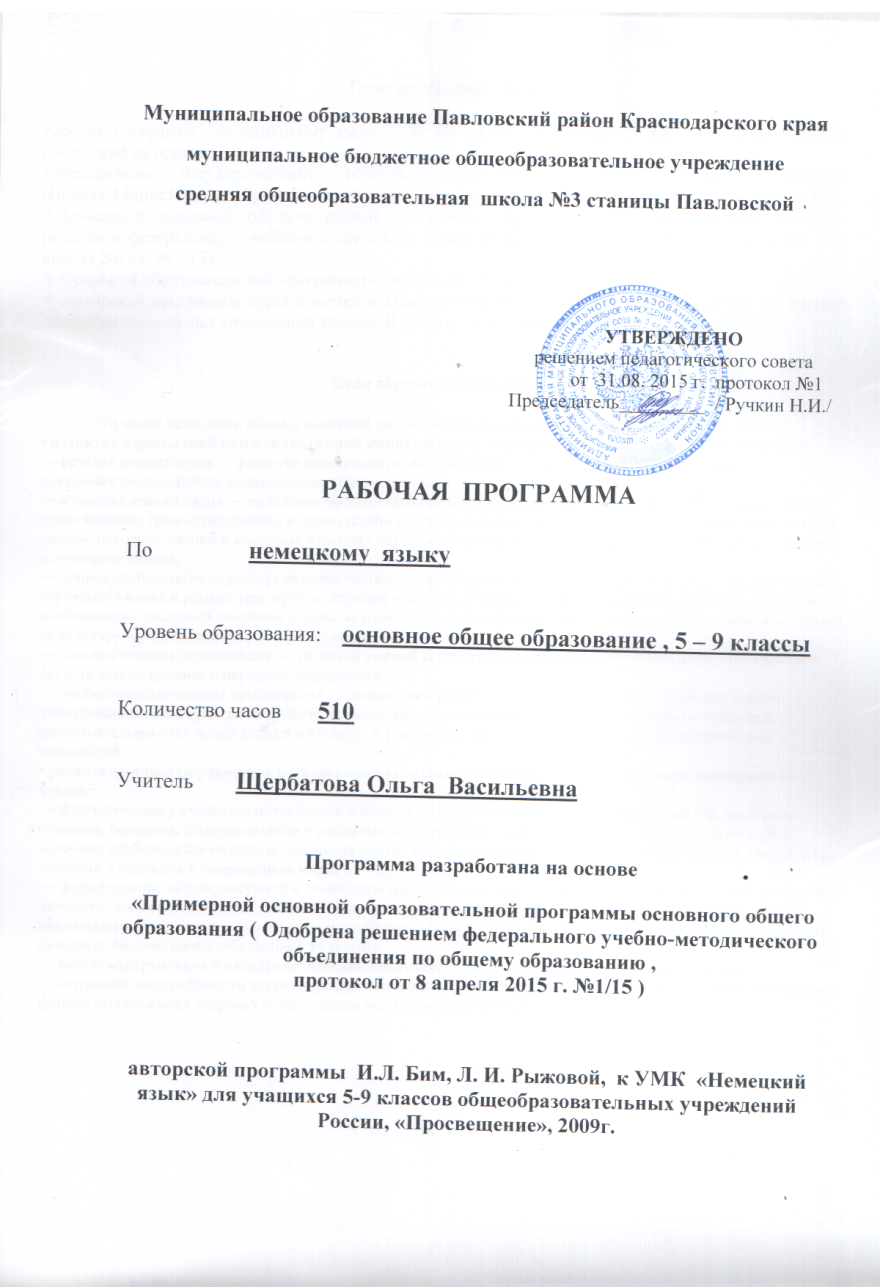 Муниципальное образование Павловский район Краснодарского края
муниципальное бюджетное общеобразовательное учреждение
средняя общеобразовательная школа №3 станицы Павловской
УТВЕРЖДЕНО
решением педагогического совета
от 31.08. 2015 г. протокол №1
Председатель /Ручкин Н.И./
РАБОЧАЯ ПРОГРАММА
По немецкому языку
Уровень образования: основное общее образование , 5 – 9 классы
Количество часов 510
Учитель Щербатова Ольга Васильевна
Программа разработана на основе
«Примерной основной образовательной программы основного общего
образования ( Одобрена решением федерального учебно-методического
объединения по общему образованию ,
протокол от 8 апреля 2015 г. №1/15 )
авторской программы И.Л. Бим, Л. И. Рыжовой, к УМК «Немецкий
язык» для учащихся 5-9 классов общеобразовательных учреждений
России, «Просвещение», 2009г.